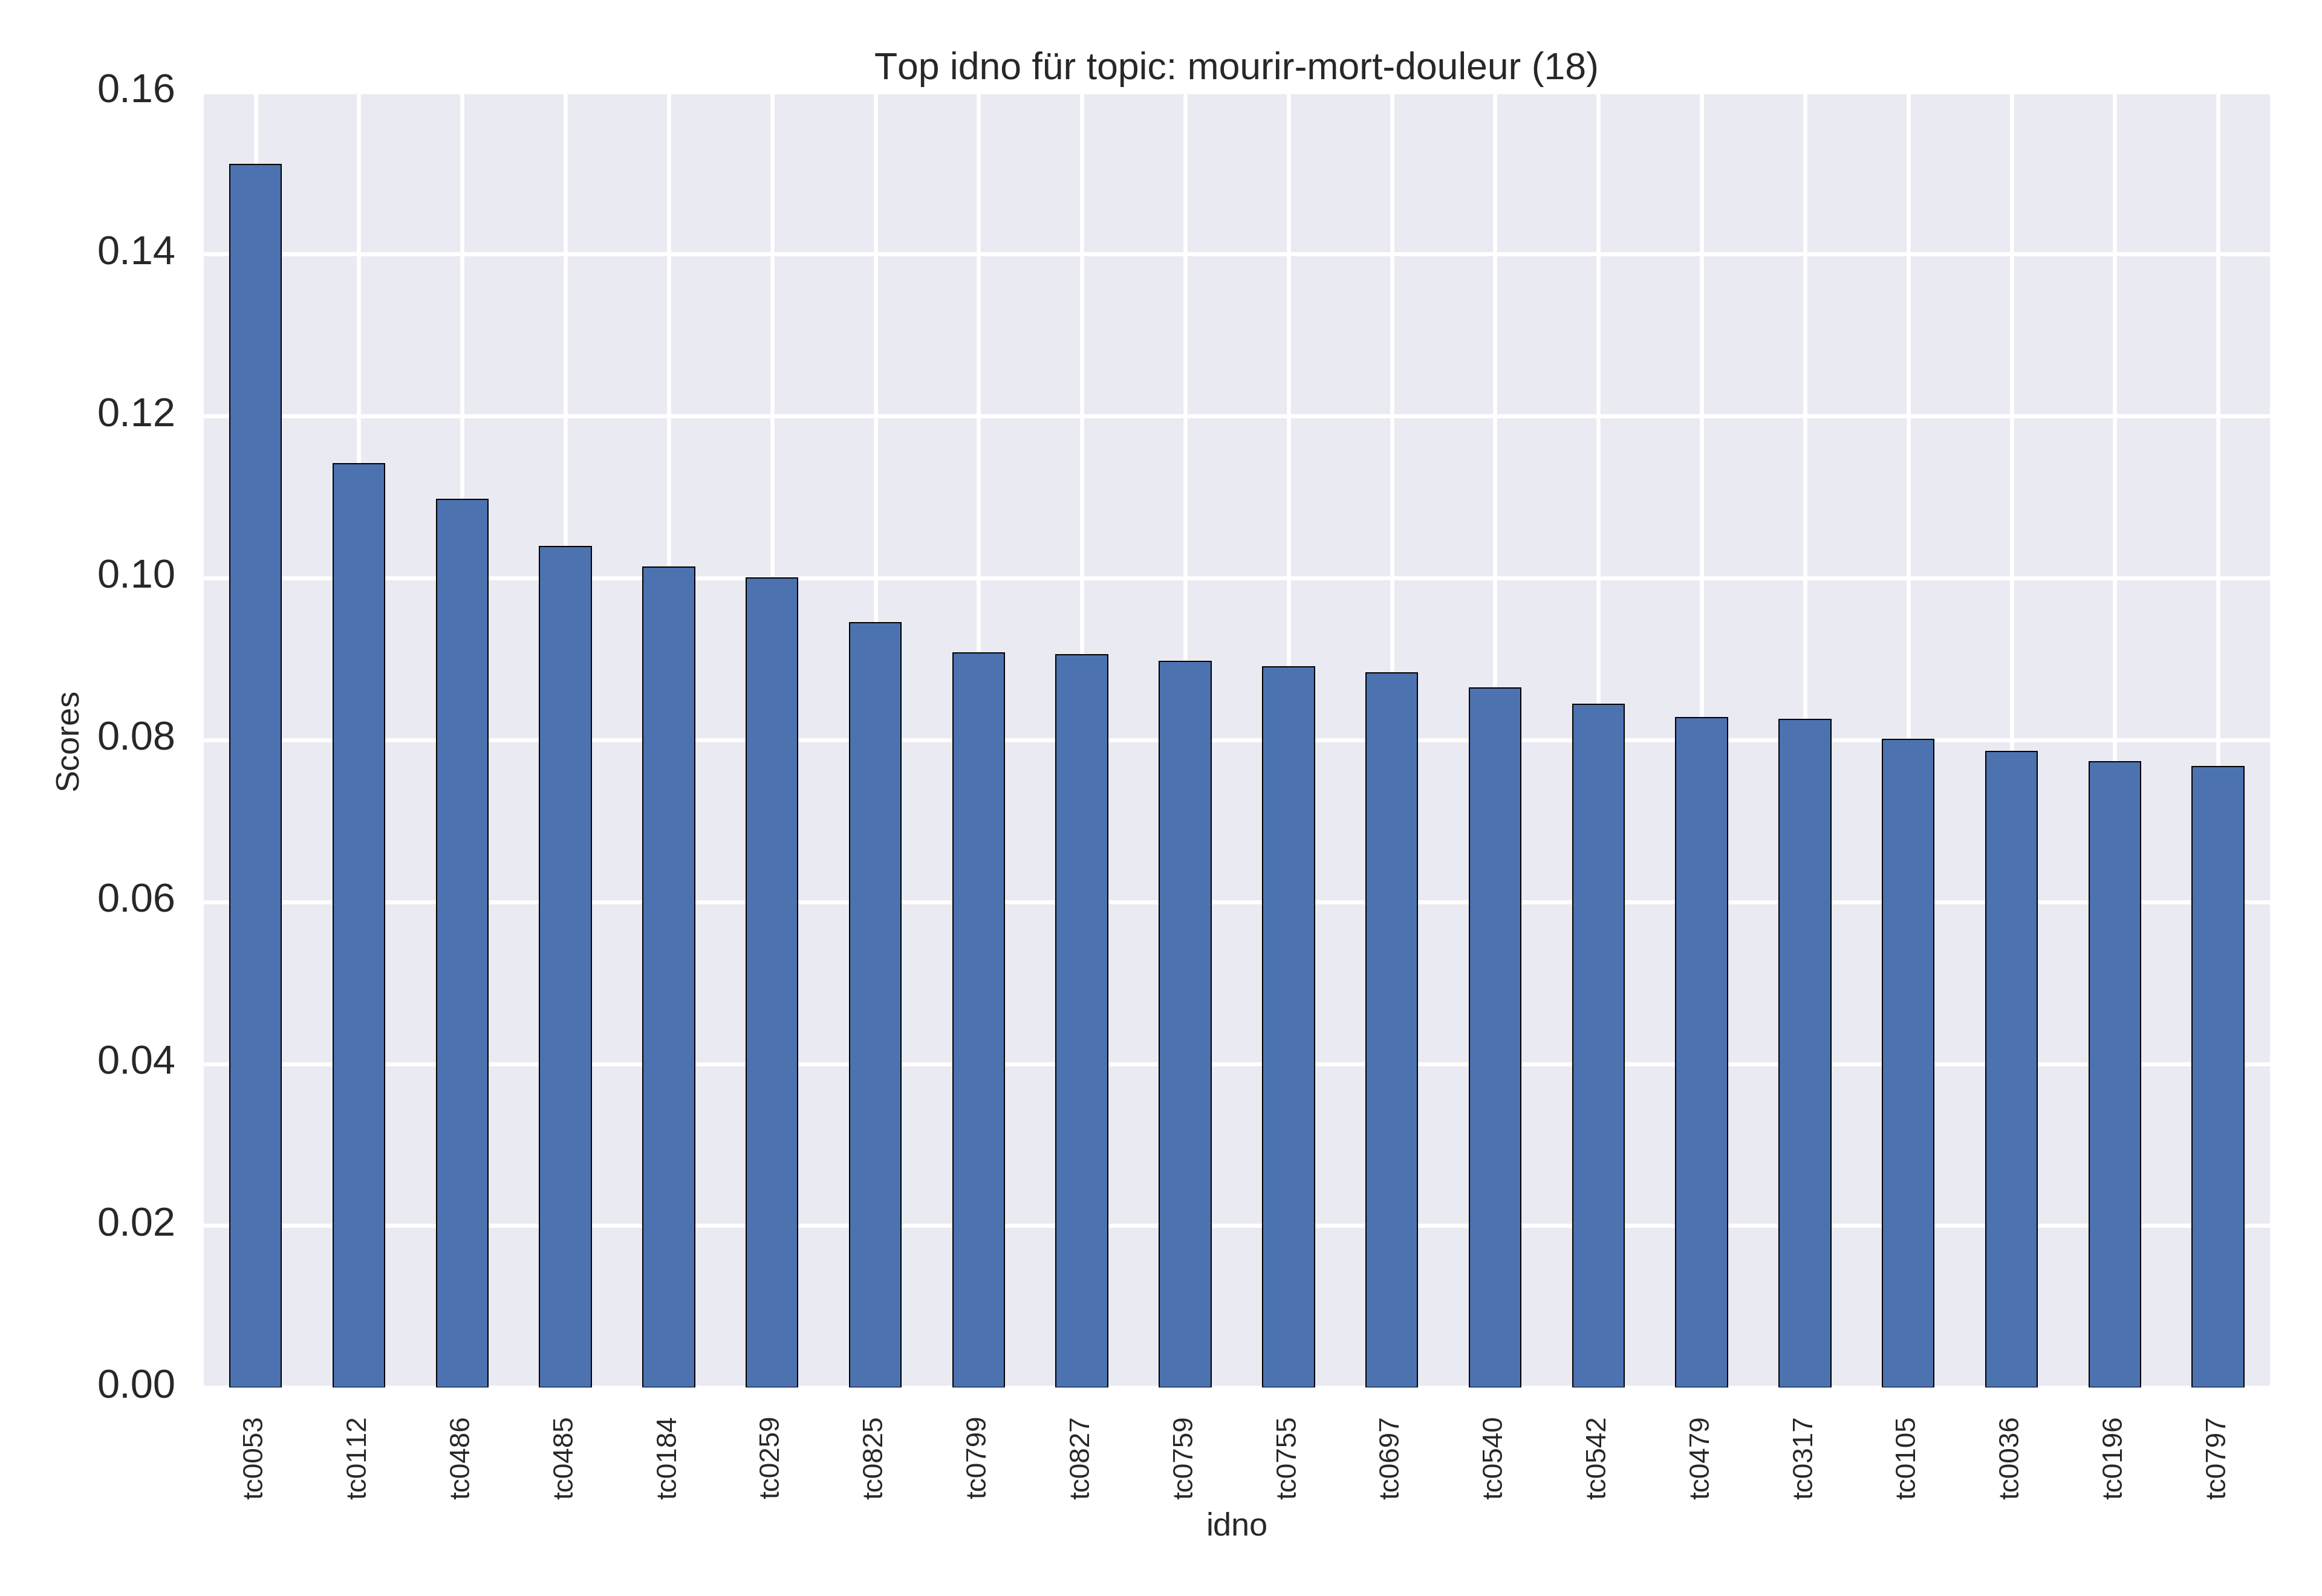 Top idno für topic: mourir-mort-douleur (18)
0.16
0.14
0.12
0.10
0.08
0.06
0.04
0.02
0.00
Scores
tc0053
tc0112
tc0486
tc0485
tc0184
tc0259
tc0825
tc0799
tc0827
tc0759
tc0755
tc0697
tc0540
tc0542
tc0479
tc0317
tc0105
tc0036
tc0196
tc0797
idno